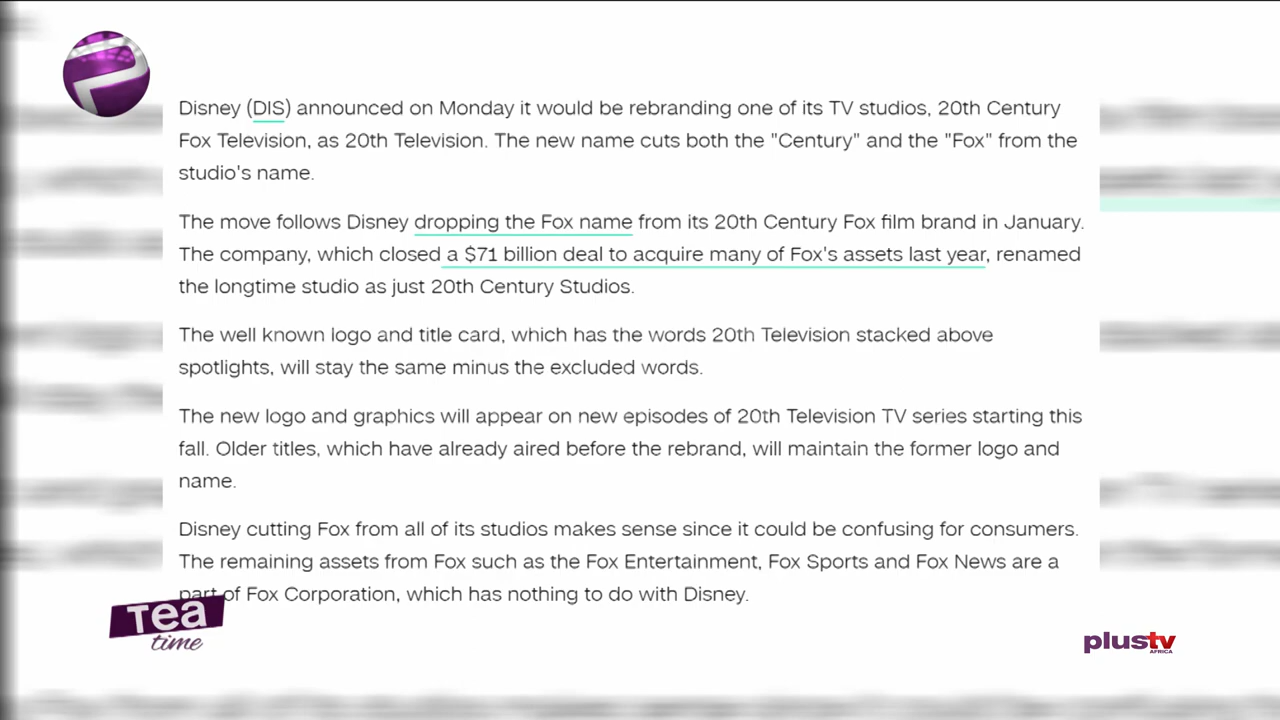 Disney (DIS) announced on Monday it would be rebranding one of its TV studios, 20th Century
Fox Television, as 20th Television. The new name cuts both the "Century" and the "Fox" from the
studio's name.
The move follows Disney dropping the Fox name from its 20th Century Fox film brand in January.
The company, which closed a $71 billion deal to acquire many of Fox's assets last year, renamed
the longtime studio as just 20th Century Studios.
The well known logo and title card, which has the words 20th Television stacked above
spotlights, will stay the same minus the excluded words.
The new logo and graphics will appear on new episodes of 20th Television TV series starting this
fall. Older titles, which have already aired before the rebrand, will maintain the former logo and
name.
Disney cutting Fox from all of its studios makes sense since it could be confusing for consumers.
The remaining assets from Fox such as the Fox Entertainment, Fox Sports and Fox News are a
part of Fox Corporation, which has nothing to do with Disney.
Tea
time
plustv
AFRICA